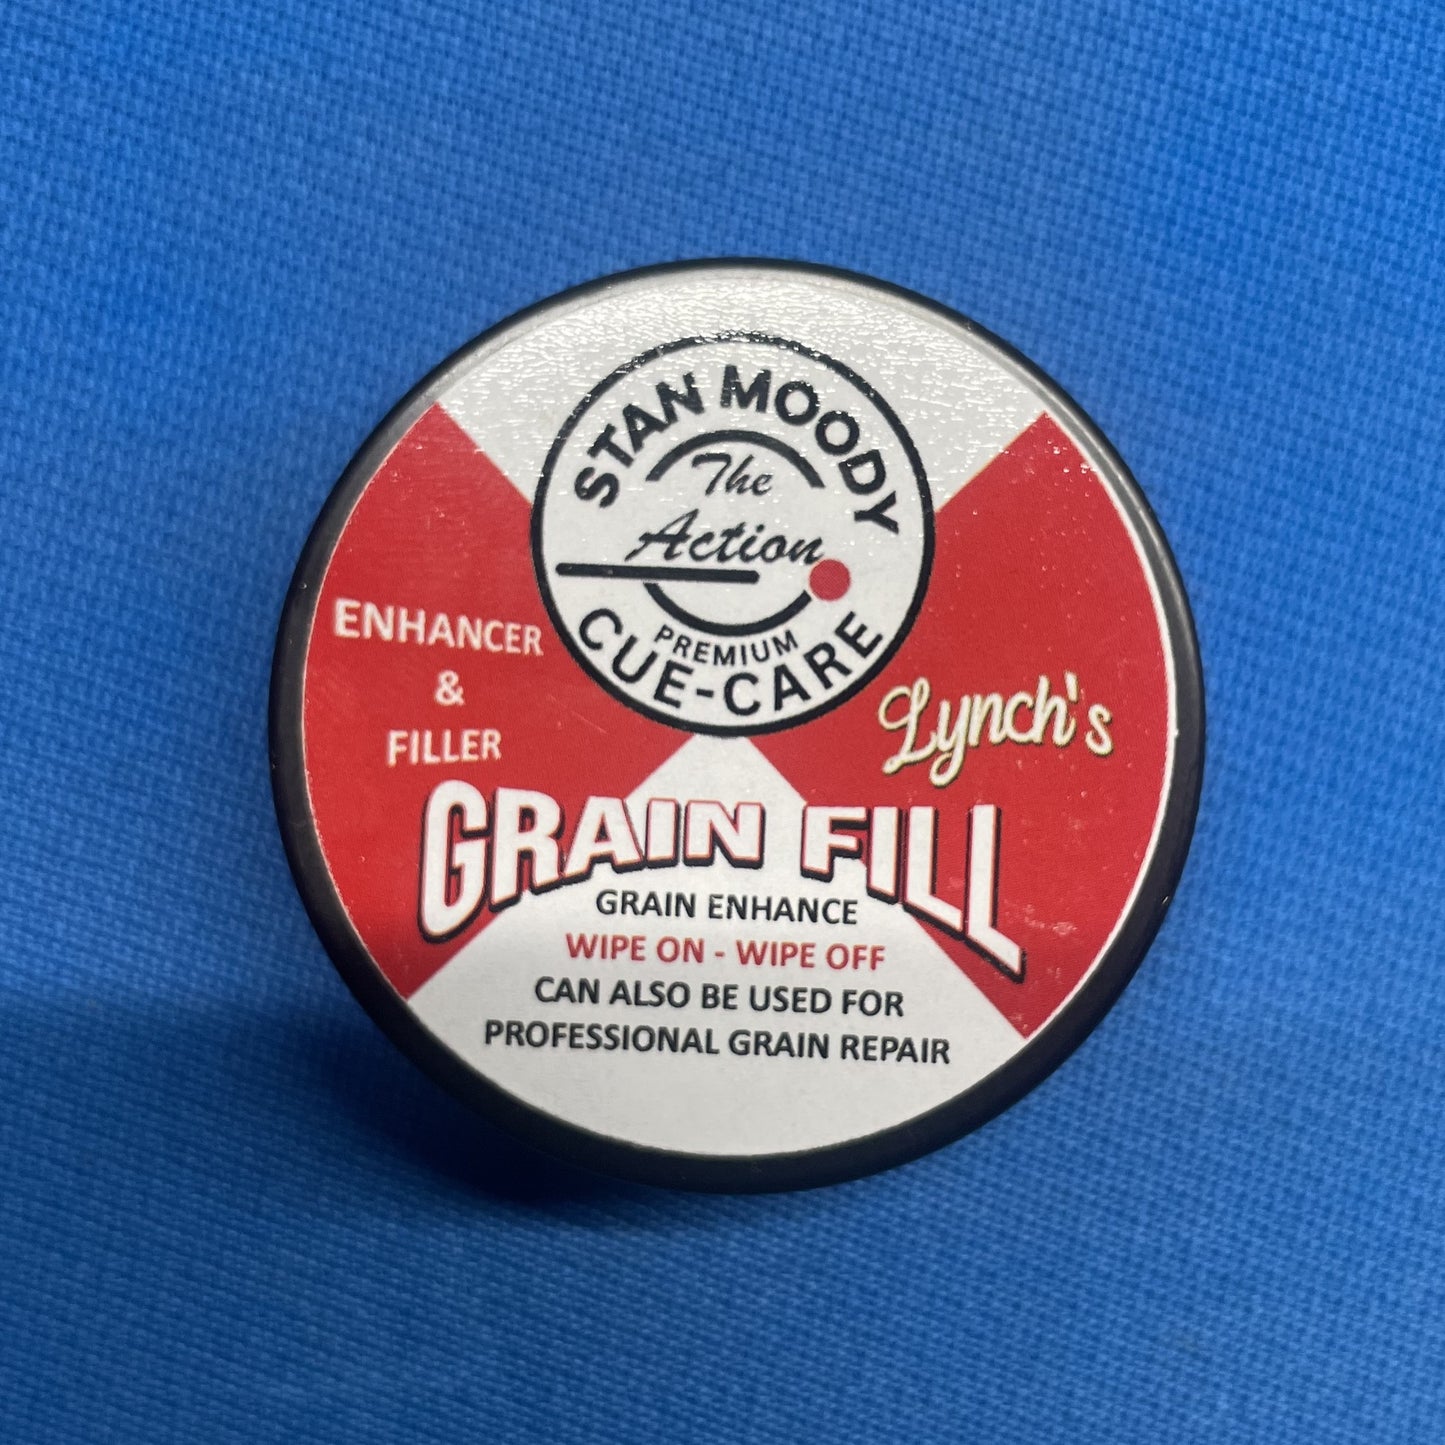 STAN MOODY
The
Action
PREMIUM
CUE-CARE
ENHANCER
&
FILLER
Lynch's
GRAIN FILL
GRAIN ENHANCE
WIPE ON - WIPE OFF
CAN ALSO BE USED FOR
PROFESSIONAL GRAIN REPAIR